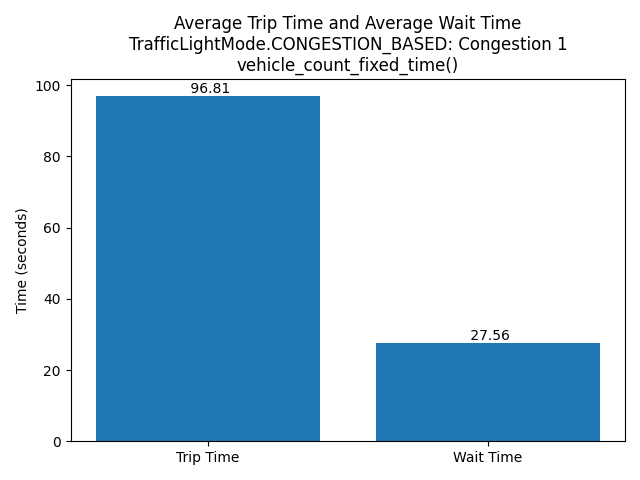 Average Trip Time and Average Wait Time
TrafficLightMode.CONGESTION_BASED: Congestion 1
vehicle_count_fixed_time()
100
80
60
40
20
0
Time (seconds)
96.81
27.56
Trip Time
Wait Time